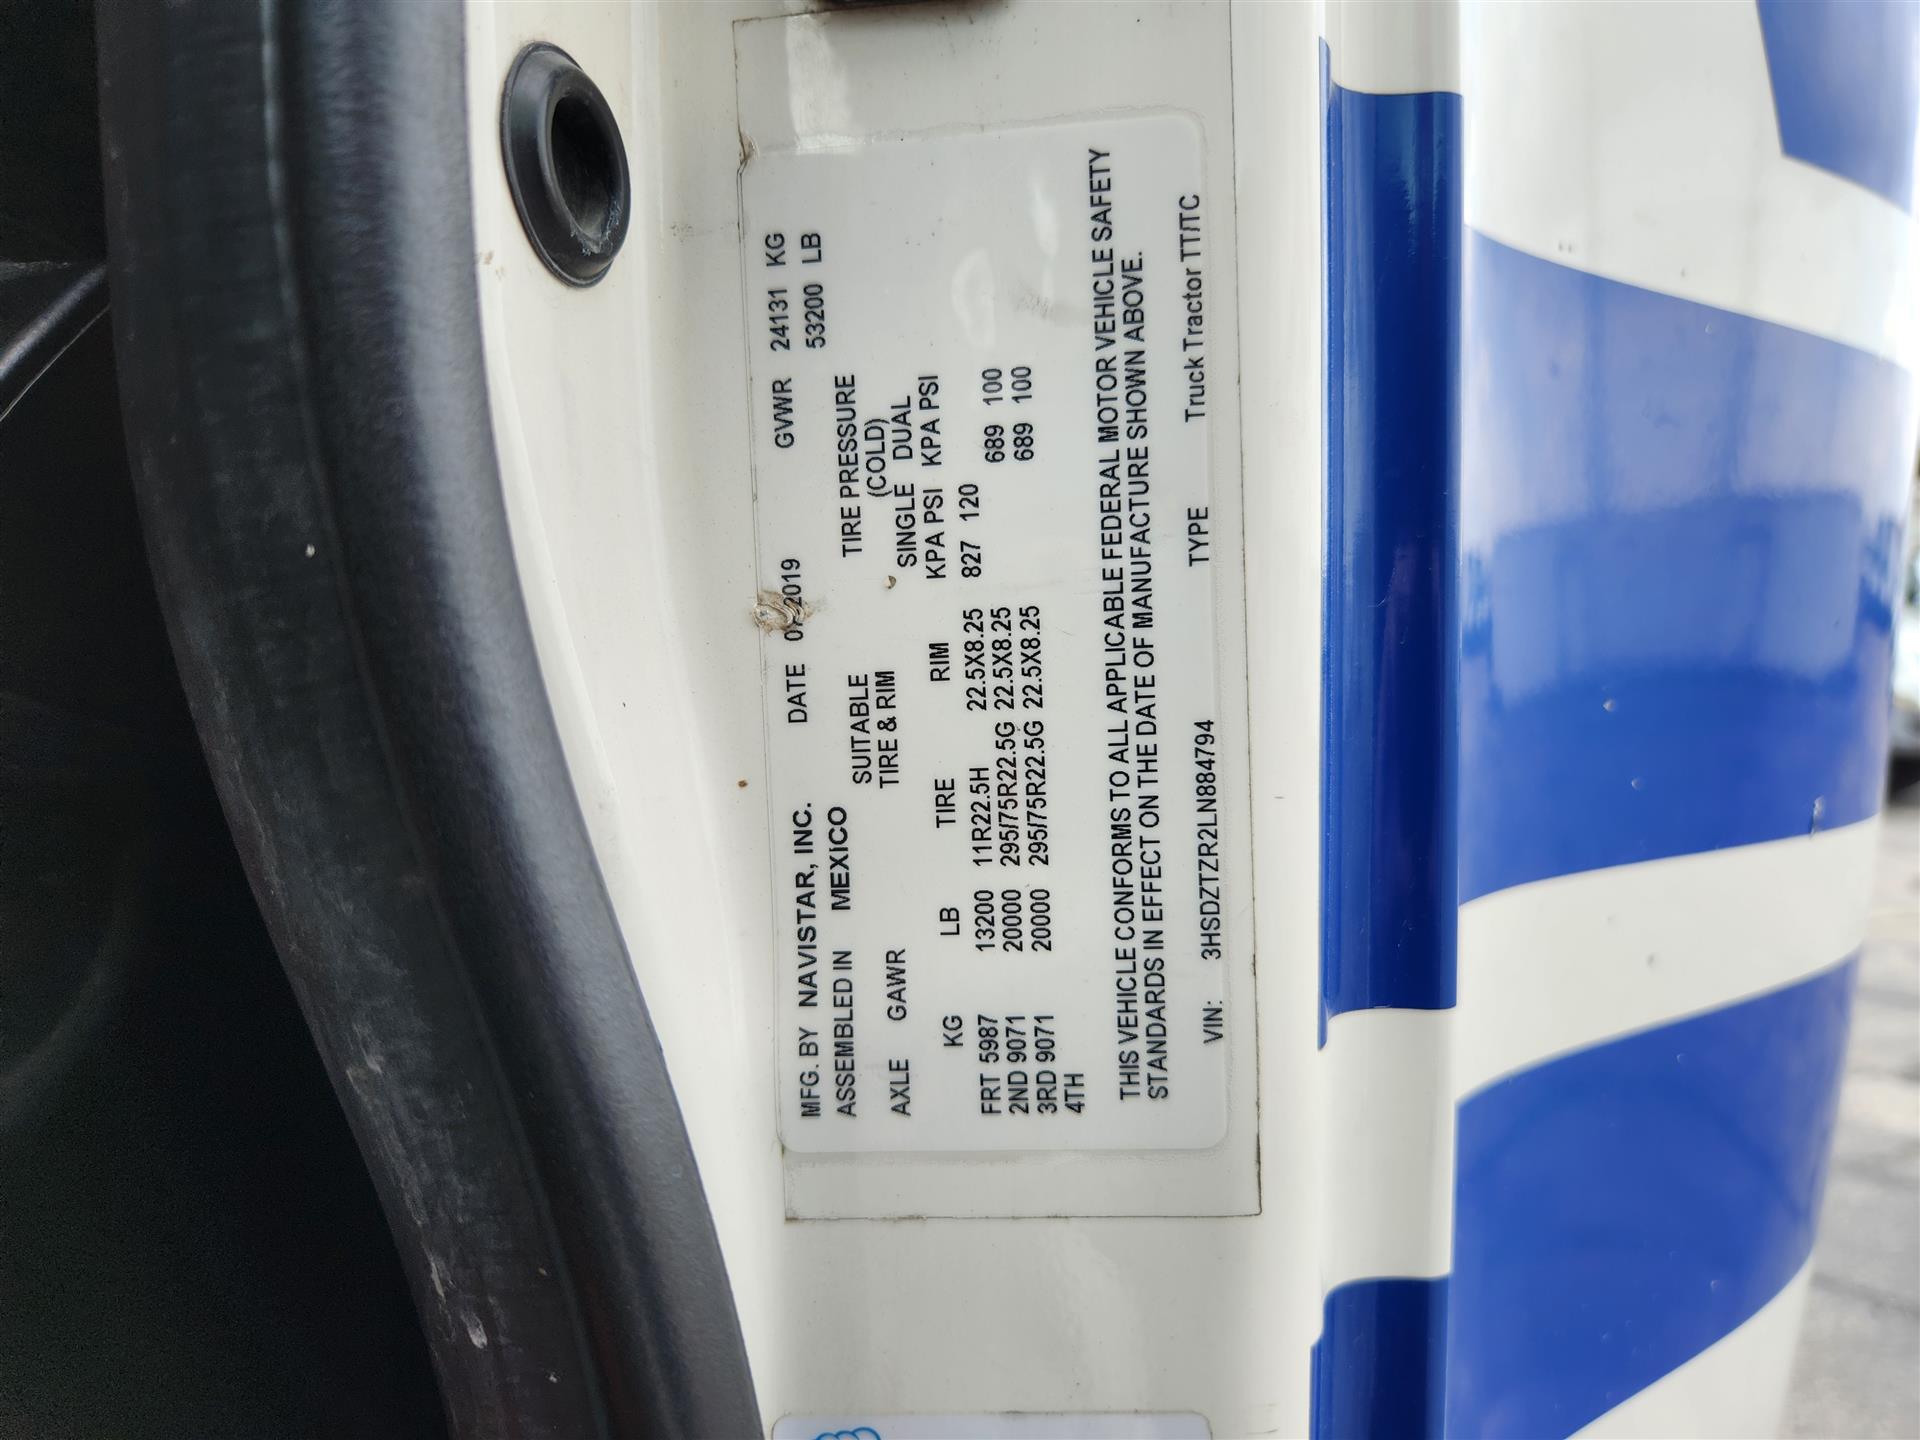 MFG. BY NAVISTAR, INC. DATE 2019 GVWR 24131 KG
ASSEMBLED IN MEXICO 53200 LB
SUITABLE TIRE PRESSURE
AXLE GAWR TIRE & RIM (COLD)
SINGLE DUAL
KG LB TIRE RIM KPA PSI KPA PSI
FRT 5987 13200 11R22.5H 22.5X8.25 827 120
2ND 9071 20000 295/75R22.5G 22.5X8.25 689 100
3RD 9071 20000 295/75R22.5G 22.5X8.25 689 100
4TH
THIS VEHICLE CONFORMS TO ALL APPLICABLE FEDERAL MOTOR VEHICLE SAFETY
STANDARDS IN EFFECT ON THE DATE OF MANUFACTURE SHOWN ABOVE.
VIN: 3HSDZTZR2LN884794 TYPE Truck Tractor TT/TC